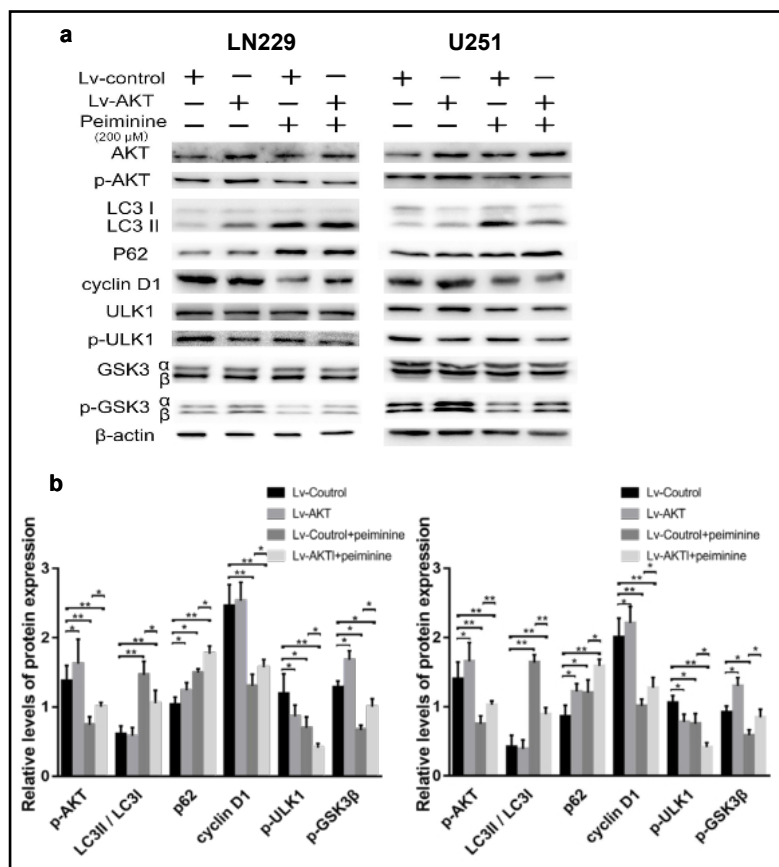 a
LN229 U251
Lv-control + − + − + − + −
Lv-AKT − + − + − + − +
Peiminine − − + + − − + +
(200 μM)
AKT
p-AKT
LC3 I
LC3 II
P62
cyclin D1
ULK1
p-ULK1
GSK3 α
β
p-GSK3 α
β
β-actin
b
Lv-Coutrol
Lv-AKT
Lv-Coutrol+peiminine
Lv-AKTI+peiminine
Lv-Coutrol
Lv-AKT
Lv-Coutrol+peiminine
Lv-AKTI+peiminine
Relative levels of protein expression
3
2
1
0
p-AKT
LC3II / LC3I
p62
cyclin D1
p-ULK1
p-GSK3β
Relative levels of protein expression
3
2
1
0
p-AKT
LC3II / LC3I
p62
cyclin D1
p-ULK1
p-GSK3β